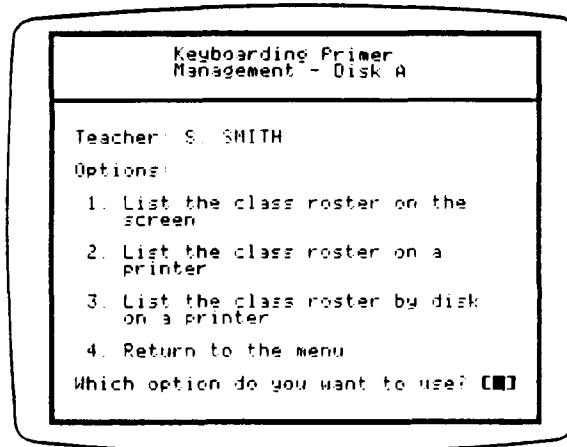 Keyboarding Primer
Management - Disk A
Teacher: S. SMITH
Options:
1. List the class roster on the
screen
2. List the class roster on a
printer
3. List the class roster by disk
on a printer
4. Return to the menu
Which option do you want to use? [■]